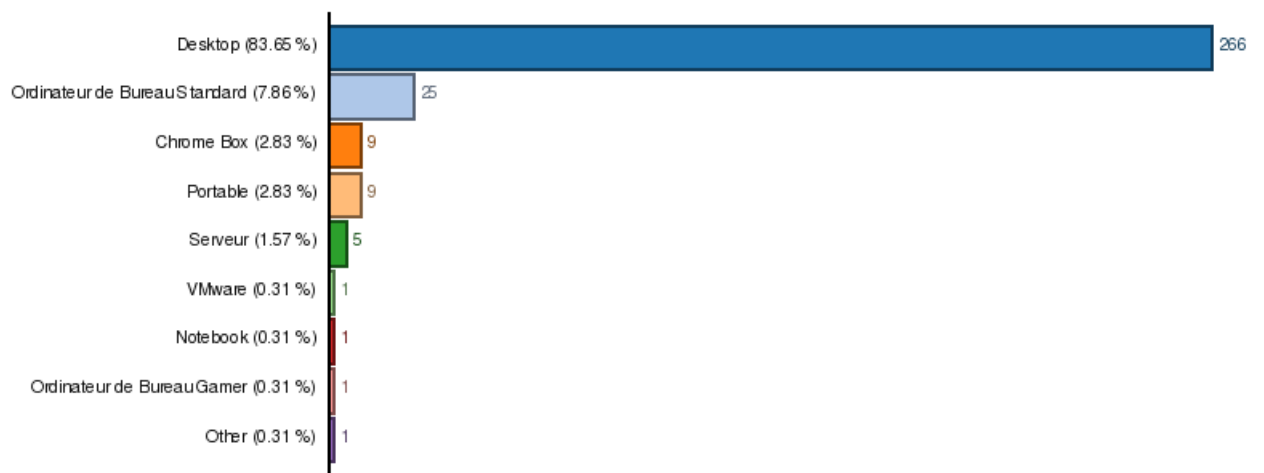 Desktop (83.65 %) 266
Ordinateur de Bureau Standard (7.86 %) 25
Chrome Box (2.83 %) 9
Portable (2.83 %) 9
Serveur (1.57 %) 5
VMware (0.31 %) 1
Notebook (0.31 %) 1
Ordinateur de Bureau Gamer (0.31 %) 1
Other (0.31 %) 1